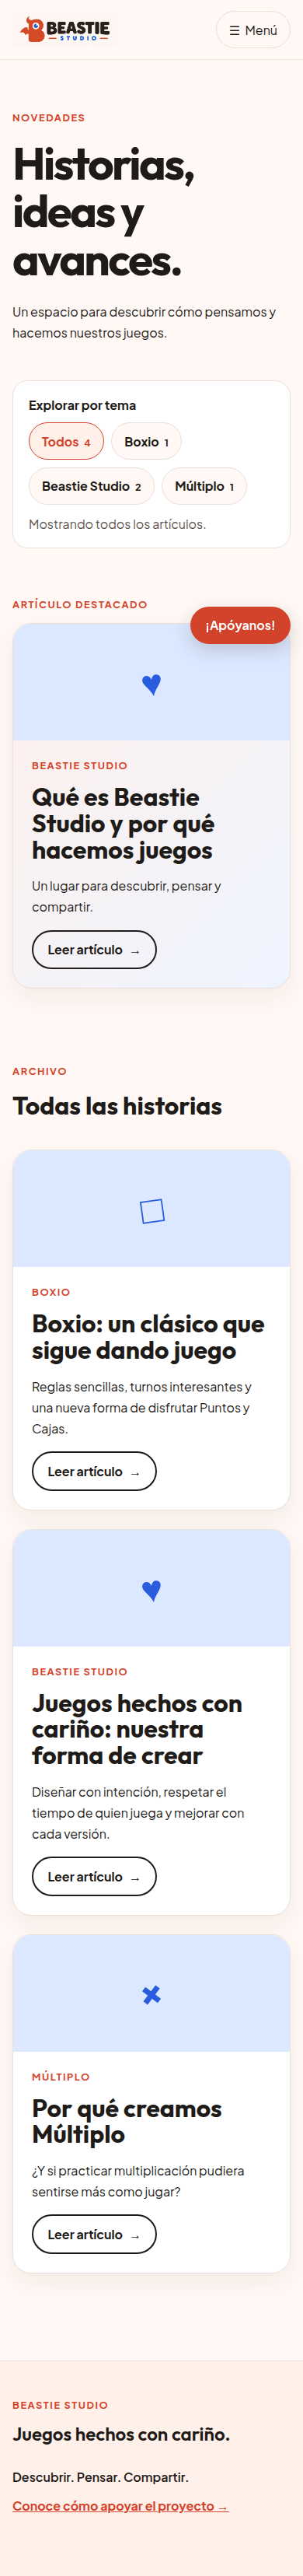 BEASTIE
STUDIO
☰ Menú
NOVEDADES
Historias,
ideas y
avances.
Un espacio para descubrir cómo pensamos y
hacemos nuestros juegos.
Explorar por tema
Todos 4
Boxio 1
Beastie Studio 2
Múltiplo 1
Mostrando todos los artículos.
ARTÍCULO DESTACADO
¡Apóyanos!
BEASTIE STUDIO
Qué es Beastie
Studio y por qué
hacemos juegos
Un lugar para descubrir, pensar y
compartir.
Leer artículo →
ARCHIVO
Todas las historias
BOXIO
Boxio: un clásico que
sigue dando juego
Reglas sencillas, turnos interesantes y
una nueva forma de disfrutar Puntos y
Cajas.
Leer artículo →
BEASTIE STUDIO
Juegos hechos con
cariño: nuestra
forma de crear
Diseñar con intención, respetar el
tiempo de quien juega y mejorar con
cada versión.
Leer artículo →
MÚLTIPLO
Por qué creamos
Múltiplo
¿Y si practicar multiplicación pudiera
sentirse más como jugar?
Leer artículo →
BEASTIE STUDIO
Juegos hechos con cariño.
Descubrir. Pensar. Compartir.
Conoce cómo apoyar el proyecto →